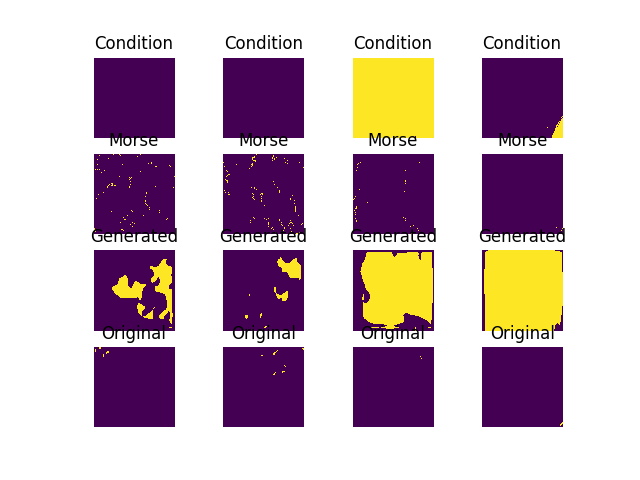 Condition Condition Condition Condition
Morse Morse Morse Morse
Generated Generated Generated Generated
Original Original Original Original